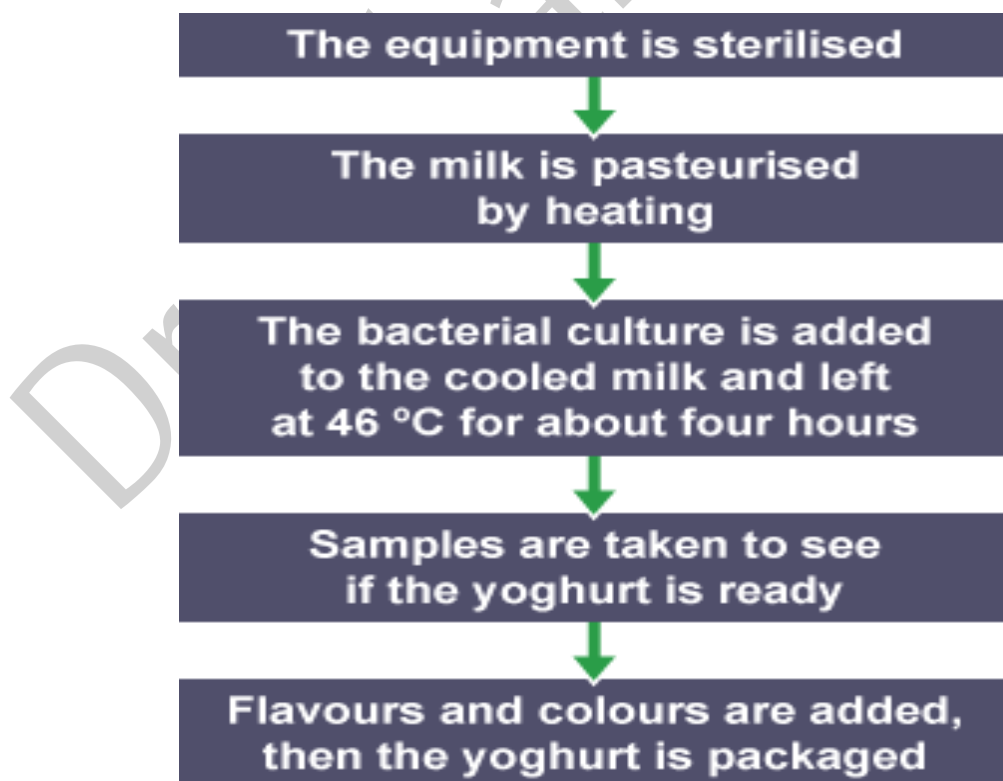 The equipment is sterilised
The milk is pasteurised
by heating
The bacterial culture is added
to the cooled milk and left
at 46 ºC for about four hours
Samples are taken to see
if the yoghurt is ready
Flavours and colours are added,
then the yoghurt is packaged